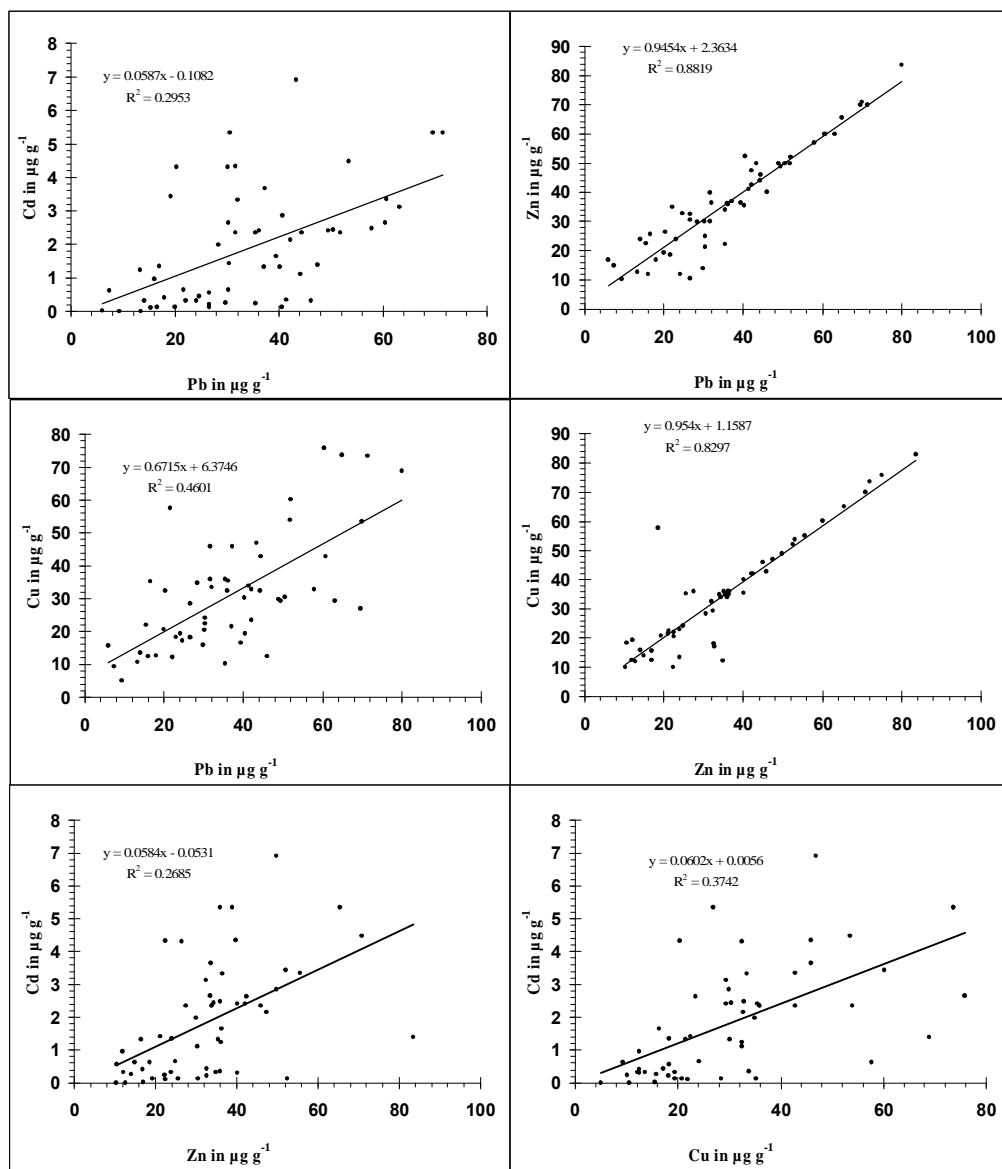 y = 0.0587x - 0.1082
R² = 0.2953
Cd in µg g⁻¹
8
7
6
5
4
3
2
1
0
0 20 40 60 80
Pb in µg g⁻¹
y = 0.9454x + 2.3634
R² = 0.8819
Zn in µg g⁻¹
90
80
70
60
50
40
30
20
10
0
0 20 40 60 80 100
Pb in µg g⁻¹
y = 0.6715x + 6.3746
R² = 0.4601
Cu in µg g⁻¹
80
70
60
50
40
30
20
10
0
0 20 40 60 80 100
Pb in µg g⁻¹
y = 0.954x + 1.1587
R² = 0.8297
Cu in µg g⁻¹
90
80
70
60
50
40
30
20
10
0
0 20 40 60 80 100
Zn in µg g⁻¹
y = 0.0584x - 0.0531
R² = 0.2685
Cd in µg g⁻¹
8
7
6
5
4
3
2
1
0
0 20 40 60 80 100
Zn in µg g⁻¹
y = 0.0602x + 0.0056
R² = 0.3742
Cd in µg g⁻¹
8
7
6
5
4
3
2
1
0
0 20 40 60 80
Cu in µg g⁻¹